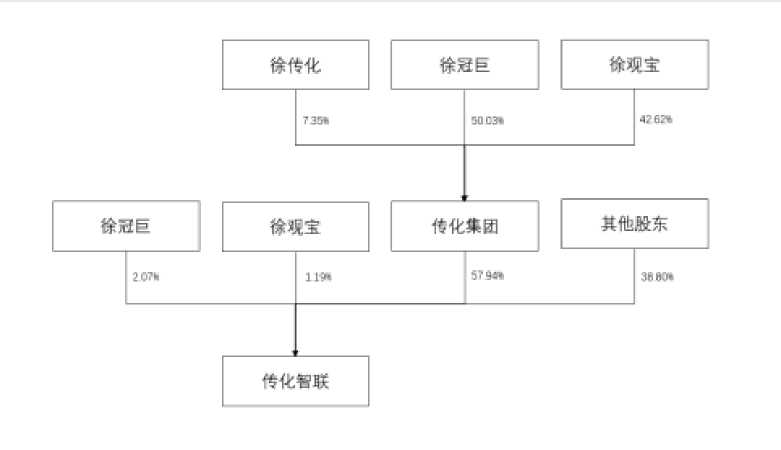 徐传化
徐冠巨
徐观宝
7.35%
50.03%
42.62%
徐冠巨
徐观宝
传化集团
其他股东
2.07%
1.19%
57.94%
38.80%
传化智联